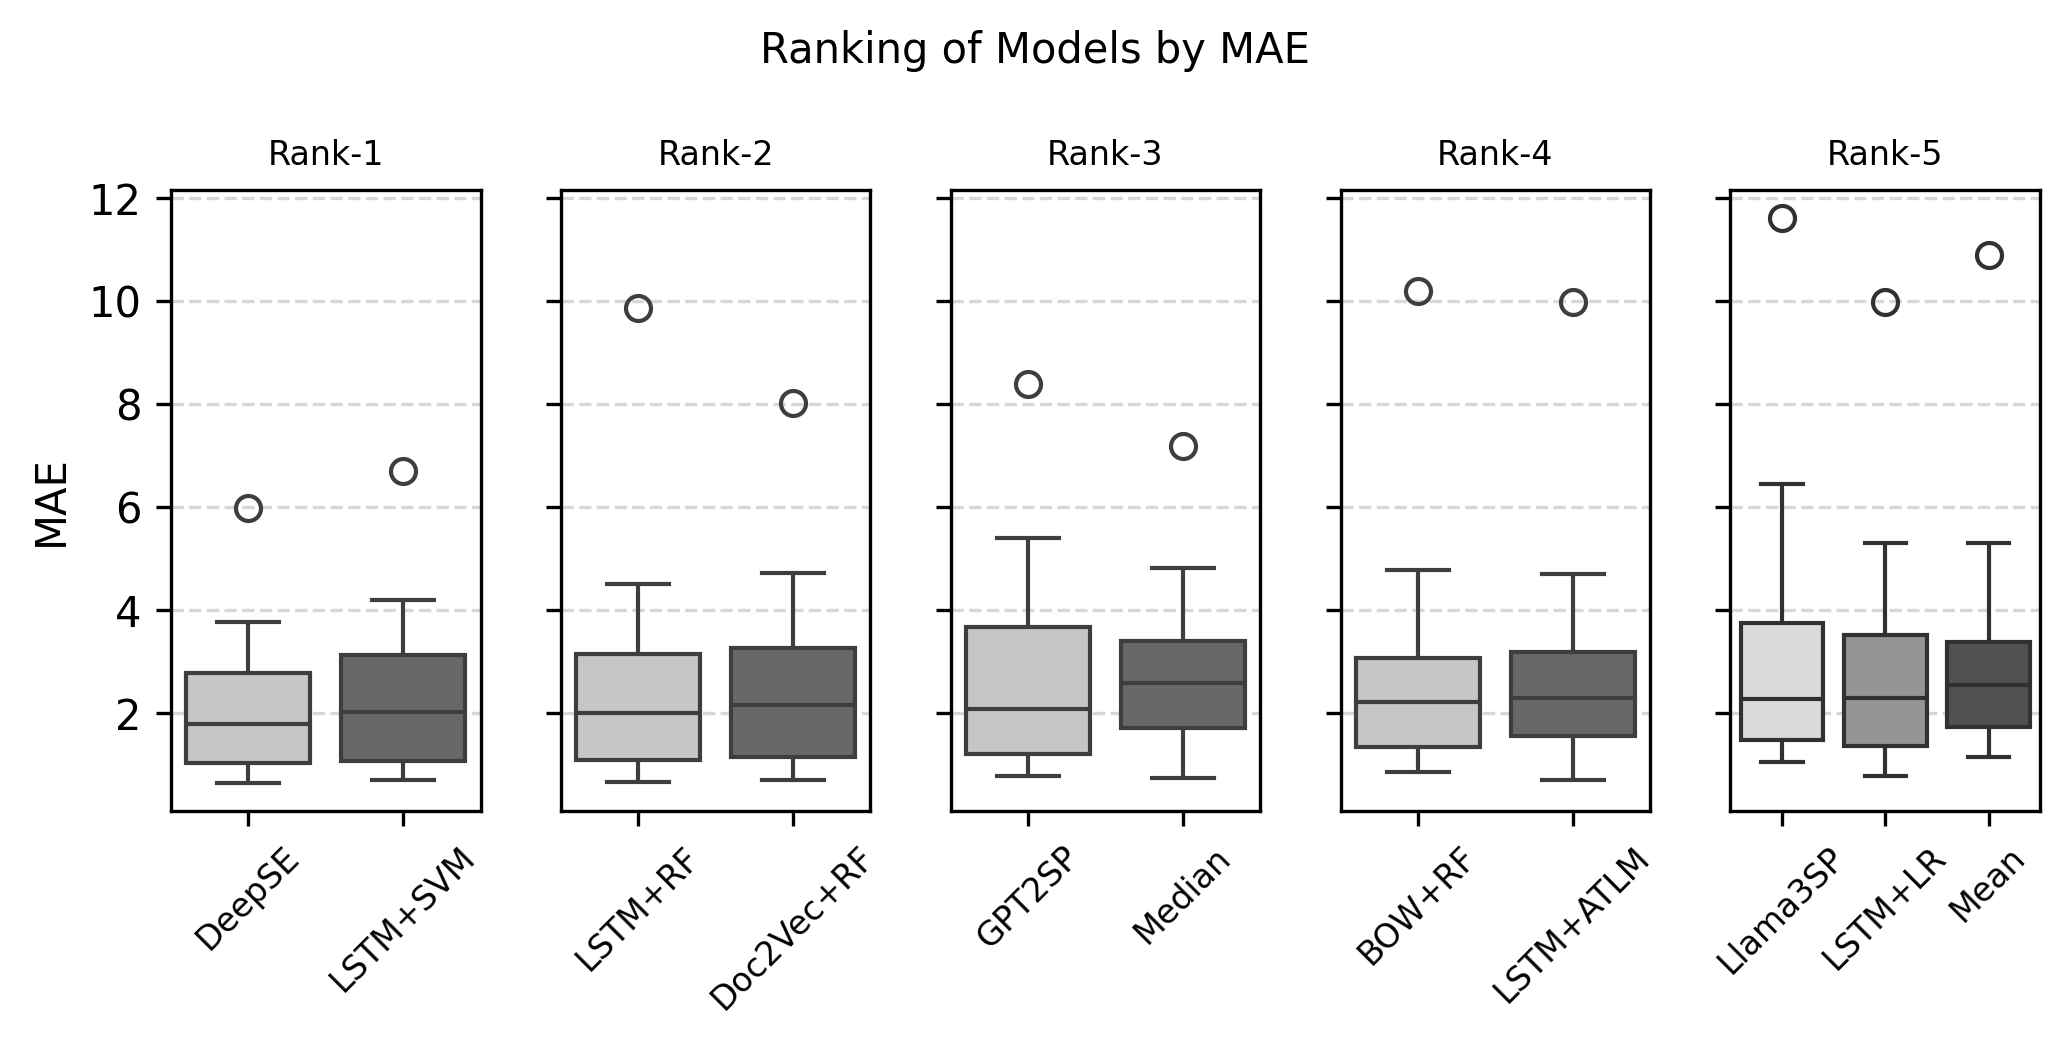 Ranking of Models by MAE
Rank-1
Rank-2
Rank-3
Rank-4
Rank-5
MAE
12
10
8
6
4
2
DeepSE
LSTM+SVM
LSTM+RF
Doc2Vec+RF
GPT2SP
Median
BOW+RF
LSTM+ATLM
Llama3SP
LSTM+LR
Mean